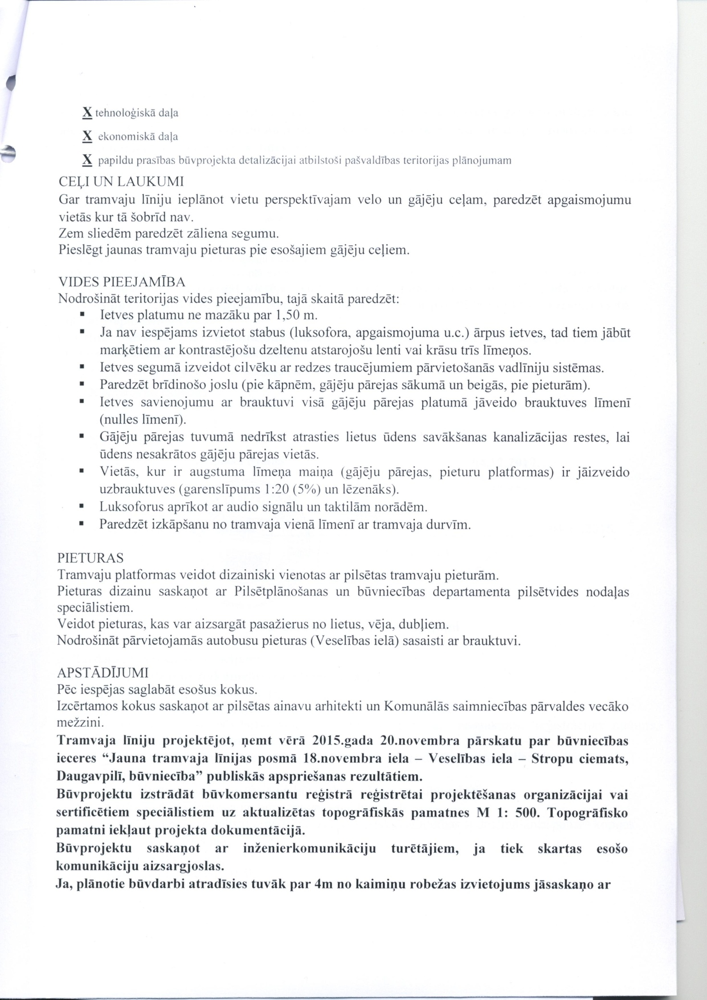 X tehnoloģiskā daļa
X ekonomiskā daļa
X papildu prasības būvprojekta detalizācijai atbilstoši pašvaldības teritorijas plānojumam
CEĻI UN LAUKUMI
Gar tramvaju līniju ieplānot vietu perspektīvajam velo un gājēju ceļam, paredzēt apgaismojumu
vietās kur tā šobrīd nav.
Zem sliedēm paredzēt zāliena segumu.
Pieslēgt jaunas tramvaju pieturas pie esošajiem gājēju ceļiem.
VIDES PIEEJAMĪBA
Nodrošināt teritorijas vides pieejamību, tajā skaitā paredzēt:
▪ Ietves platumu ne mazāku par 1,50 m.
▪ Ja nav iespējams izvietot stabus (luksofora, apgaismojuma u.c.) ārpus ietves, tad tiem jābūt
marķētiem ar kontrastējošu dzeltenu atstarojošu lenti vai krāsu trīs līmeņos.
▪ Ietves segumā izveidot cilvēku ar redzes traucējumiem pārvietošanās vadlīniju sistēmas.
▪ Paredzēt brīdinošo joslu (pie kāpnēm, gājēju pārejas sākumā un beigās, pie pieturām).
▪ Ietves savienojumu ar brauktuvi visā gājēju pārejas platumā jāveido brauktuves līmenī
(nulles līmenī).
▪ Gājēju pārejas tuvumā nedrīkst atrasties lietus ūdens savākšanas kanalizācijas restes, lai
ūdens nesakrātos gājēju pārejas vietās.
▪ Vietās, kur ir augstuma līmeņa maiņa (gājēju pārejas, pieturu platformas) ir jāizveido
uzbrauktuves (garenslīpums 1:20 (5%) un lēzenāks).
▪ Luksoforus aprīkot ar audio signālu un taktilām norādēm.
▪ Paredzēt izkāpšanu no tramvaja vienā līmenī ar tramvaja durvīm.
PIETURAS
Tramvaju platformas veidot dizainiski vienotas ar pilsētas tramvaju pieturām.
Pieturas dizainu saskaņot ar Pilsētplānošanas un būvniecības departamenta pilsētvides nodaļas
speciālistiem.
Veidot pieturas, kas var aizsargāt pasažierus no lietus, vēja, dubļiem.
Nodrošināt pārvietojamās autobusu pieturas (Veselības ielā) sasaisti ar brauktuvi.
APSTĀDĪJUMI
Pēc iespējas saglabāt esošus kokus.
Izcērtamos kokus saskaņot ar pilsētas ainavu arhitekti un Komunālās saimniecības pārvaldes vecāko
mežzini.
Tramvaja līniju projektējot, ņemt vērā 2015.gada 20.novembra pārskatu par būvniecības
ieceres “Jauna tramvaja līnijas posmā 18.novembra iela – Veselības iela – Stropu ciemats,
Daugavpilī, būvniecība” publiskās apspriešanas rezultātiem.
Būvprojektu izstrādāt būvkomersantu reģistrā reģistrētai projektēšanas organizācijai vai
sertificētiem speciālistiem uz aktualizētas topogrāfiskās pamatnes M 1: 500. Topogrāfisko
pamatni iekļaut projekta dokumentācijā.
Būvprojektu saskaņot ar inženierkomunikāciju turētājiem, ja tiek skartas esošo
komunikāciju aizsargjoslas.
Ja, plānotie būvdarbi atradīsies tuvāk par 4m no kaimiņu robežas izvietojums jāsaskaņo ar